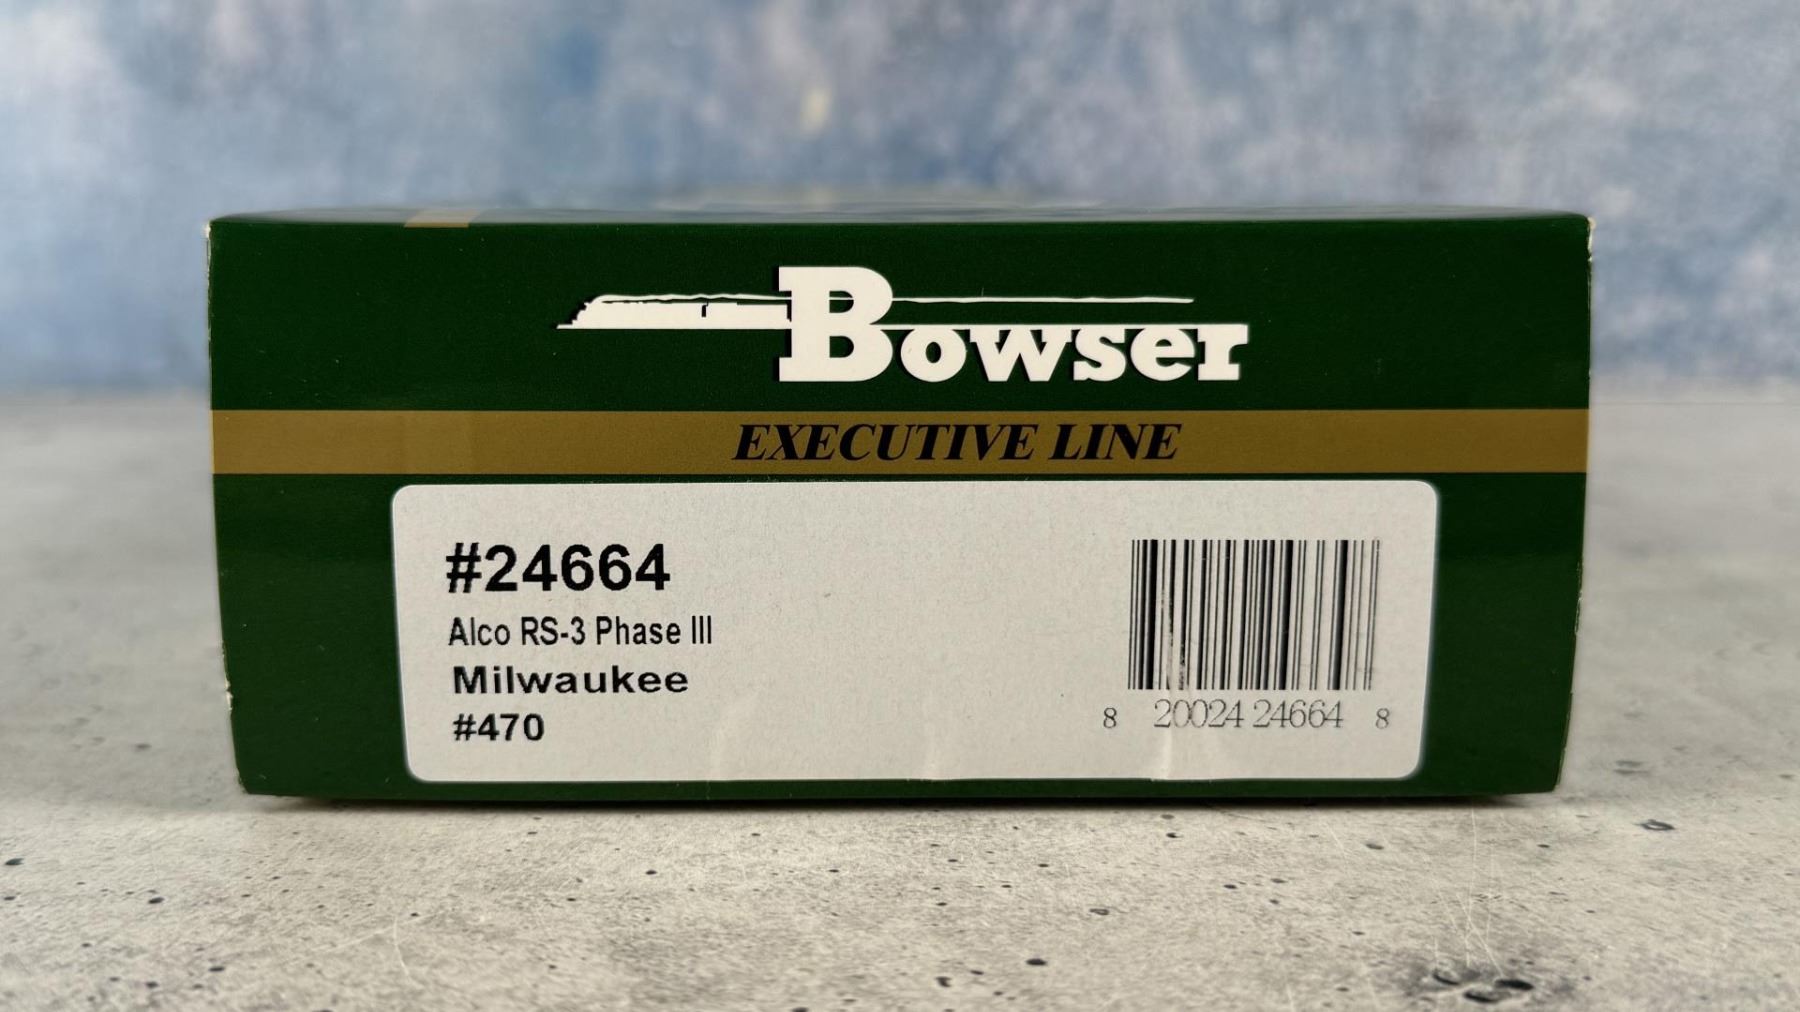 Bowser
EXECUTIVE LINE
#24664
Alco RS-3 Phase III
Milwaukee
#470
8 20024 24664 8